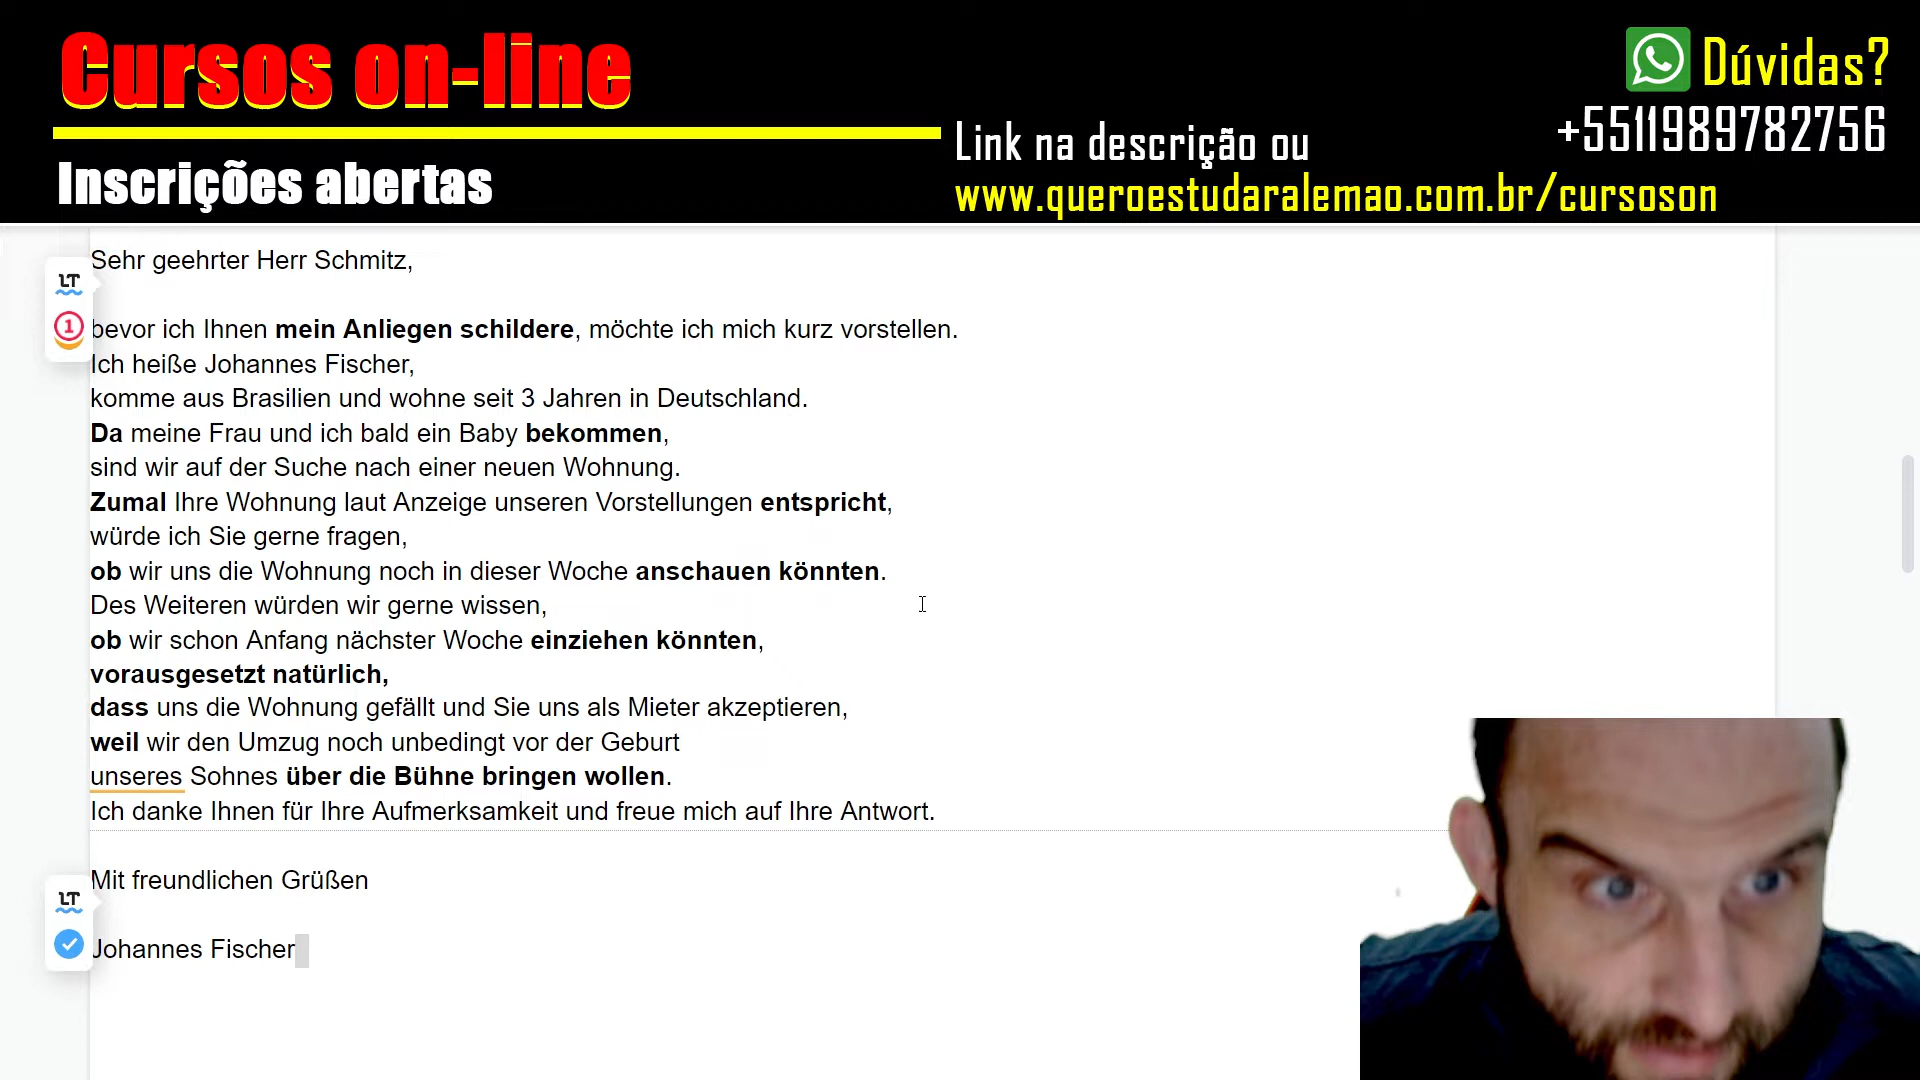 Cursos on-line
Inscrições abertas
Dúvidas?
+5511989782756
Link na descrição ou
www.queroestudaralemao.com.br/cursoson
Sehr geehrter Herr Schmitz,
bevor ich Ihnen mein Anliegen schildere, möchte ich mich kurz vorstellen.
Ich heiße Johannes Fischer,
komme aus Brasilien und wohne seit 3 Jahren in Deutschland.
Da meine Frau und ich bald ein Baby bekommen,
sind wir auf der Suche nach einer neuen Wohnung.
Zumal Ihre Wohnung laut Anzeige unseren Vorstellungen entspricht,
würde ich Sie gerne fragen,
ob wir uns die Wohnung noch in dieser Woche anschauen könnten.
Des Weiteren würden wir gerne wissen,
ob wir schon Anfang nächster Woche einziehen könnten,
vorausgesetzt natürlich,
dass uns die Wohnung gefällt und Sie uns als Mieter akzeptieren,
weil wir den Umzug noch unbedingt vor der Geburt
unseres Sohnes über die Bühne bringen wollen.
Ich danke Ihnen für Ihre Aufmerksamkeit und freue mich auf Ihre Antwort.
Mit freundlichen Grüßen
Johannes Fischer
LT
1
LT